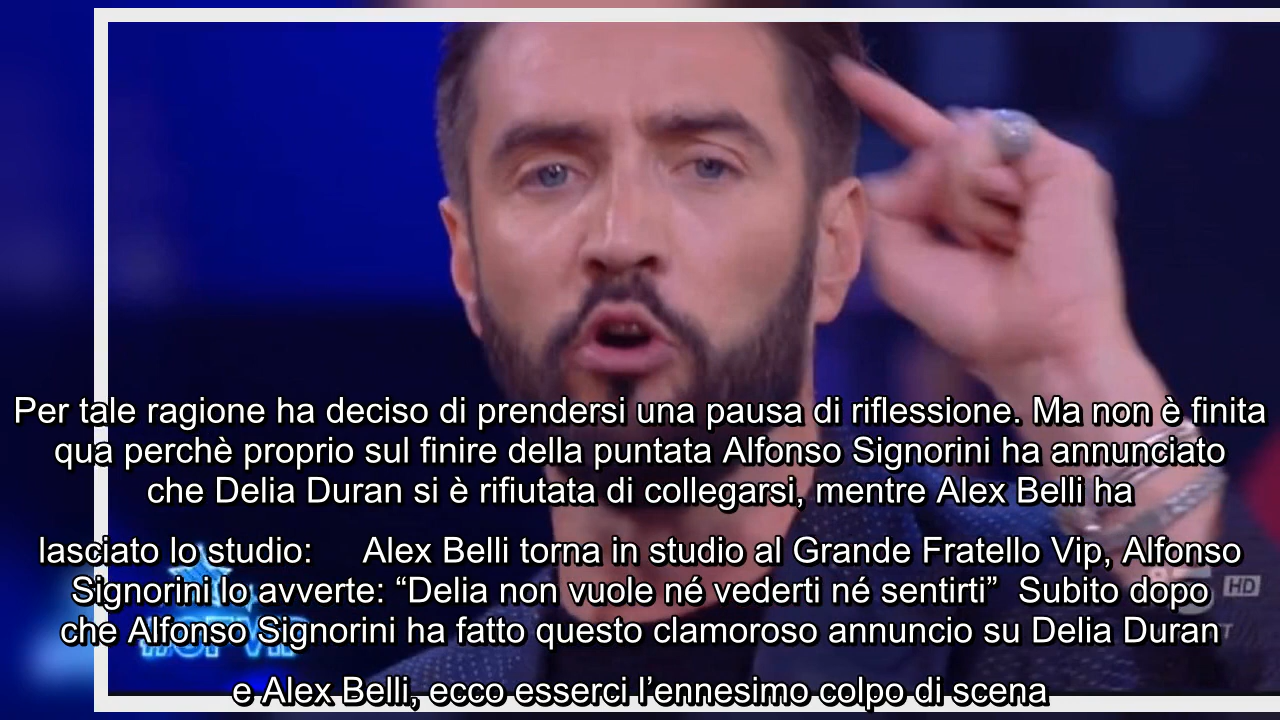 Per tale ragione ha deciso di prendersi una pausa di riflessione. Ma non è finita
qua perchè proprio sul finire della puntata Alfonso Signorini ha annunciato
che Delia Duran si è rifiutata di collegarsi, mentre Alex Belli ha
lasciato lo studio: Alex Belli torna in studio al Grande Fratello Vip, Alfonso
Signorini lo avverte: “Delia non vuole né vederti né sentirti” Subito dopo
HD
che Alfonso Signorini ha fatto questo clamoroso annuncio su Delia Duran
#GFVIP
e Alex Belli, ecco esserci l’ennesimo colpo di scena